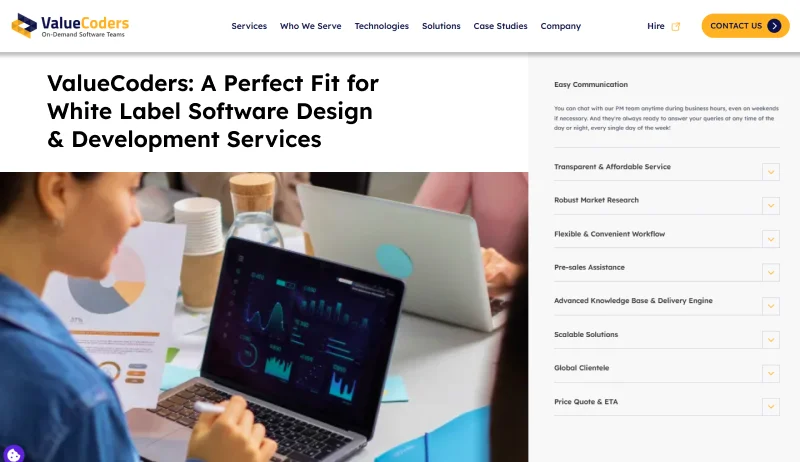 ValueCoders
On-Demand Software Teams
Services
Who We Serve
Technologies
Solutions
Case Studies
Company
Hire
CONTACT US
ValueCoders: A Perfect Fit for
White Label Software Design
& Development Services
37%
Easy Communication
You can chat with our PM team anytime during business hours, even on weekends
if necessary. And they're always ready to answer your queries at any time of the
day or night, every single day of the week!
Transparent & Affordable Service
Robust Market Research
Flexible & Convenient Workflow
Pre-sales Assistance
Advanced Knowledge Base & Delivery Engine
Scalable Solutions
Global Clientele
Price Quote & ETA